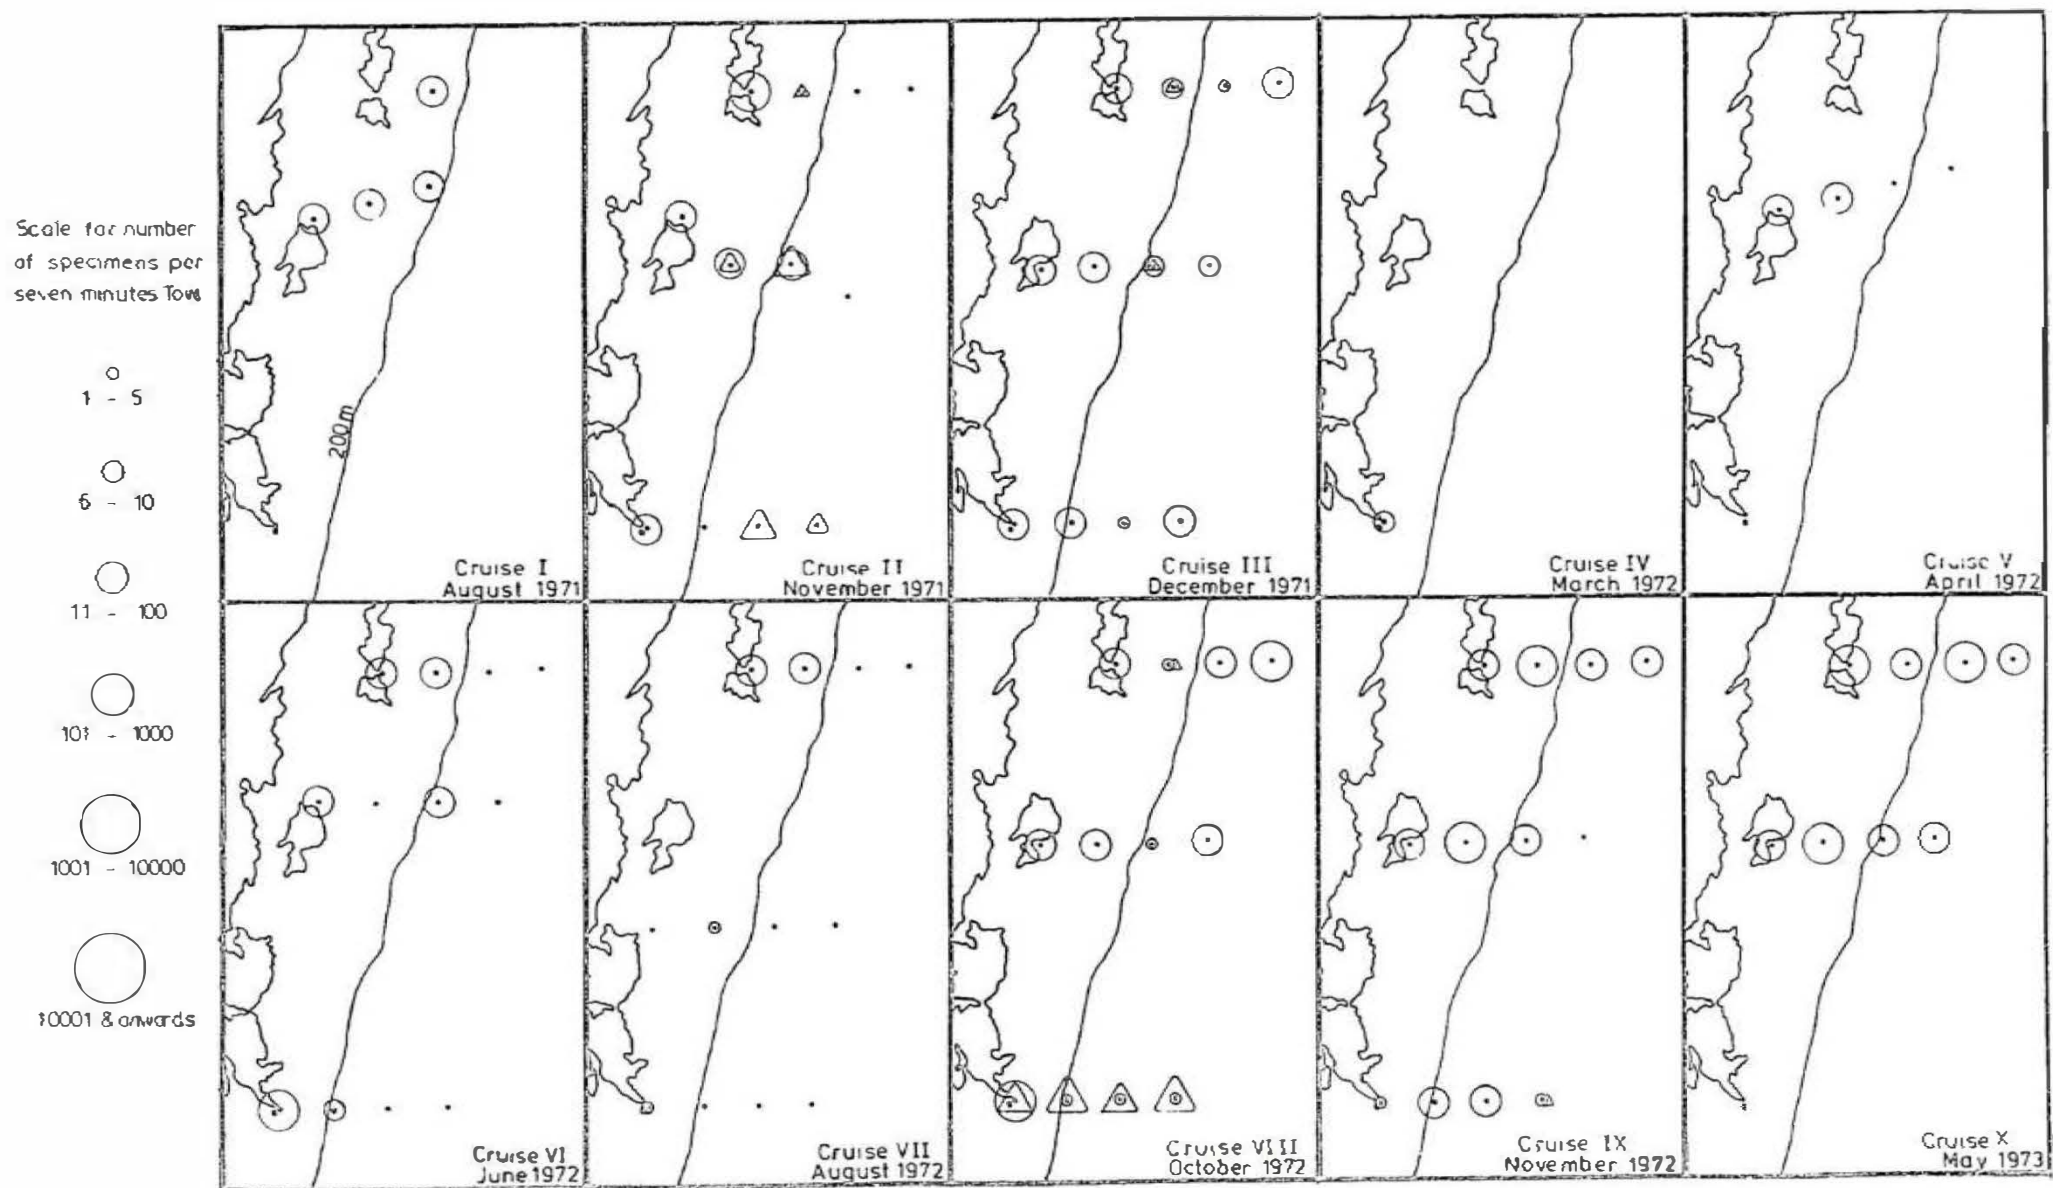 Scale for number
of specimens per
seven minutes Tow
1 - 5
6 - 10
11 - 100
101 - 1000
1001 - 10000
10001 & onwards
200m
Cruise I
August 1971
Cruise II
November 1971
Cruise III
December 1971
Cruise IV
March 1972
Cruise V
April 1972
Cruise VI
June 1972
Cruise VII
August 1972
Cruise VIII
October 1972
Cruise IX
November 1972
Cruise X
May 1973